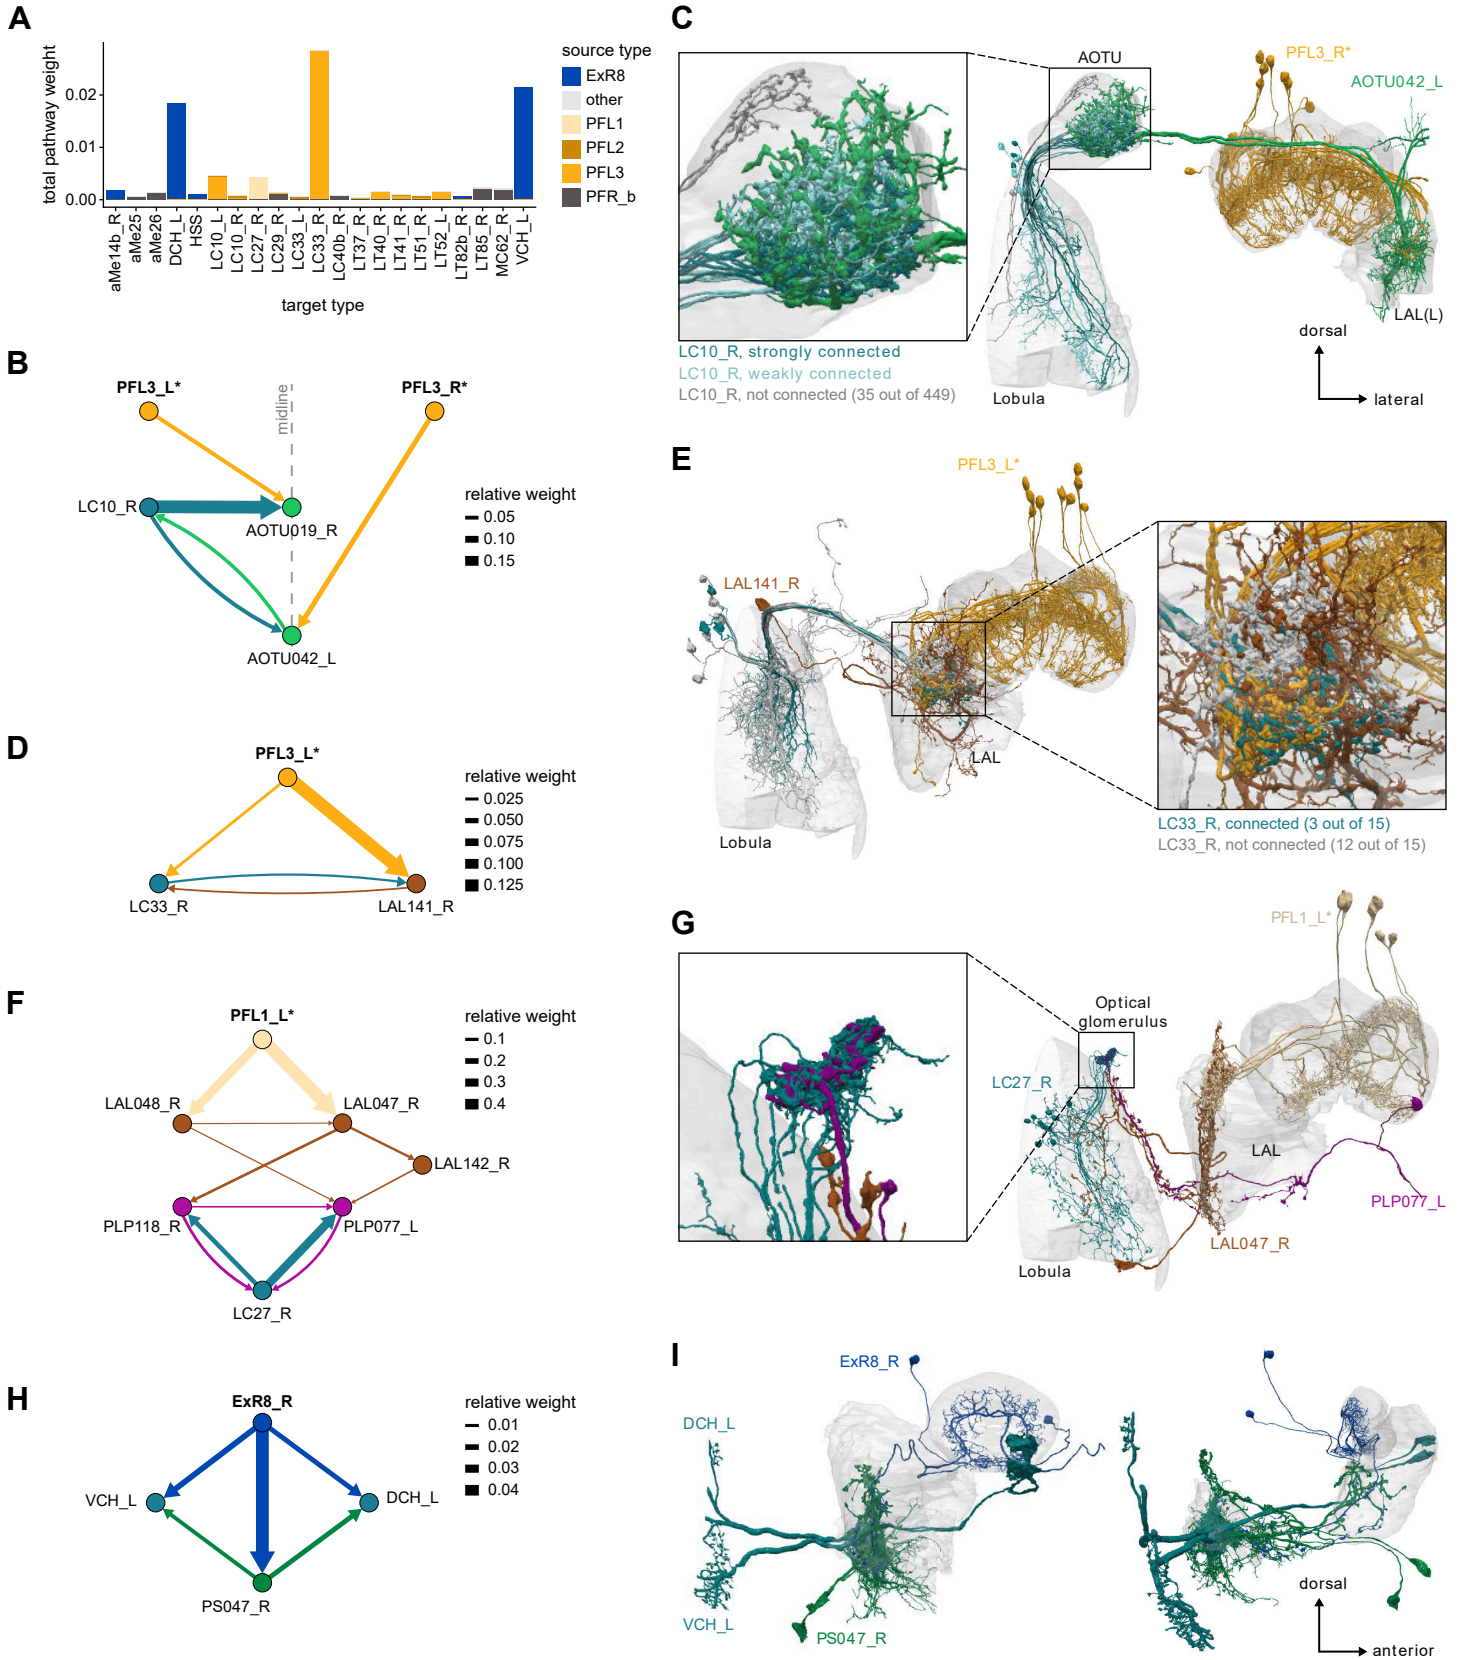 A
total pathway weight
0.02
0.01
0.00
aMe14b_R
aMe25
aMe26
DCH_L
HSS
LC10_L
LC10_R
LC27_R
LC29_R
LC33_L
LC33_R
LC40b_R
LT37_R
LT40_R
LT41_R
LT51_R
LT52_L
LT82b_R
LT85_R
MC62_R
VCH_L
target type
source type
ExR8
other
PFL1
PFL2
PFL3
PFR_b
B
PFL3_L*
PFL3_R*
midline
LC10_R
AOTU019_R
AOTU042_L
relative weight
0.05
0.10
0.15
C
AOTU
PFL3_R*
AOTU042_L
LAL(L)
LC10_R, strongly connected
LC10_R, weakly connected
LC10_R, not connected (35 out of 449)
Lobula
dorsal
lateral
D
PFL3_L*
LC33_R
LAL141_R
relative weight
0.025
0.050
0.075
0.100
0.125
E
PFL3_L*
LAL141_R
LAL
Lobula
LC33_R, connected (3 out of 15)
LC33_R, not connected (12 out of 15)
F
PFL1_L*
LAL048_R
LAL047_R
LAL142_R
PLP118_R
PLP077_L
LC27_R
relative weight
0.1
0.2
0.3
0.4
G
PFL1_L*
Optical
glomerulus
LC27_R
LAL
PLP077_L
LAL047_R
Lobula
H
ExR8_R
VCH_L
DCH_L
PS047_R
relative weight
0.01
0.02
0.03
0.04
I
ExR8_R
DCH_L
VCH_L
PS047_R
dorsal
anterior